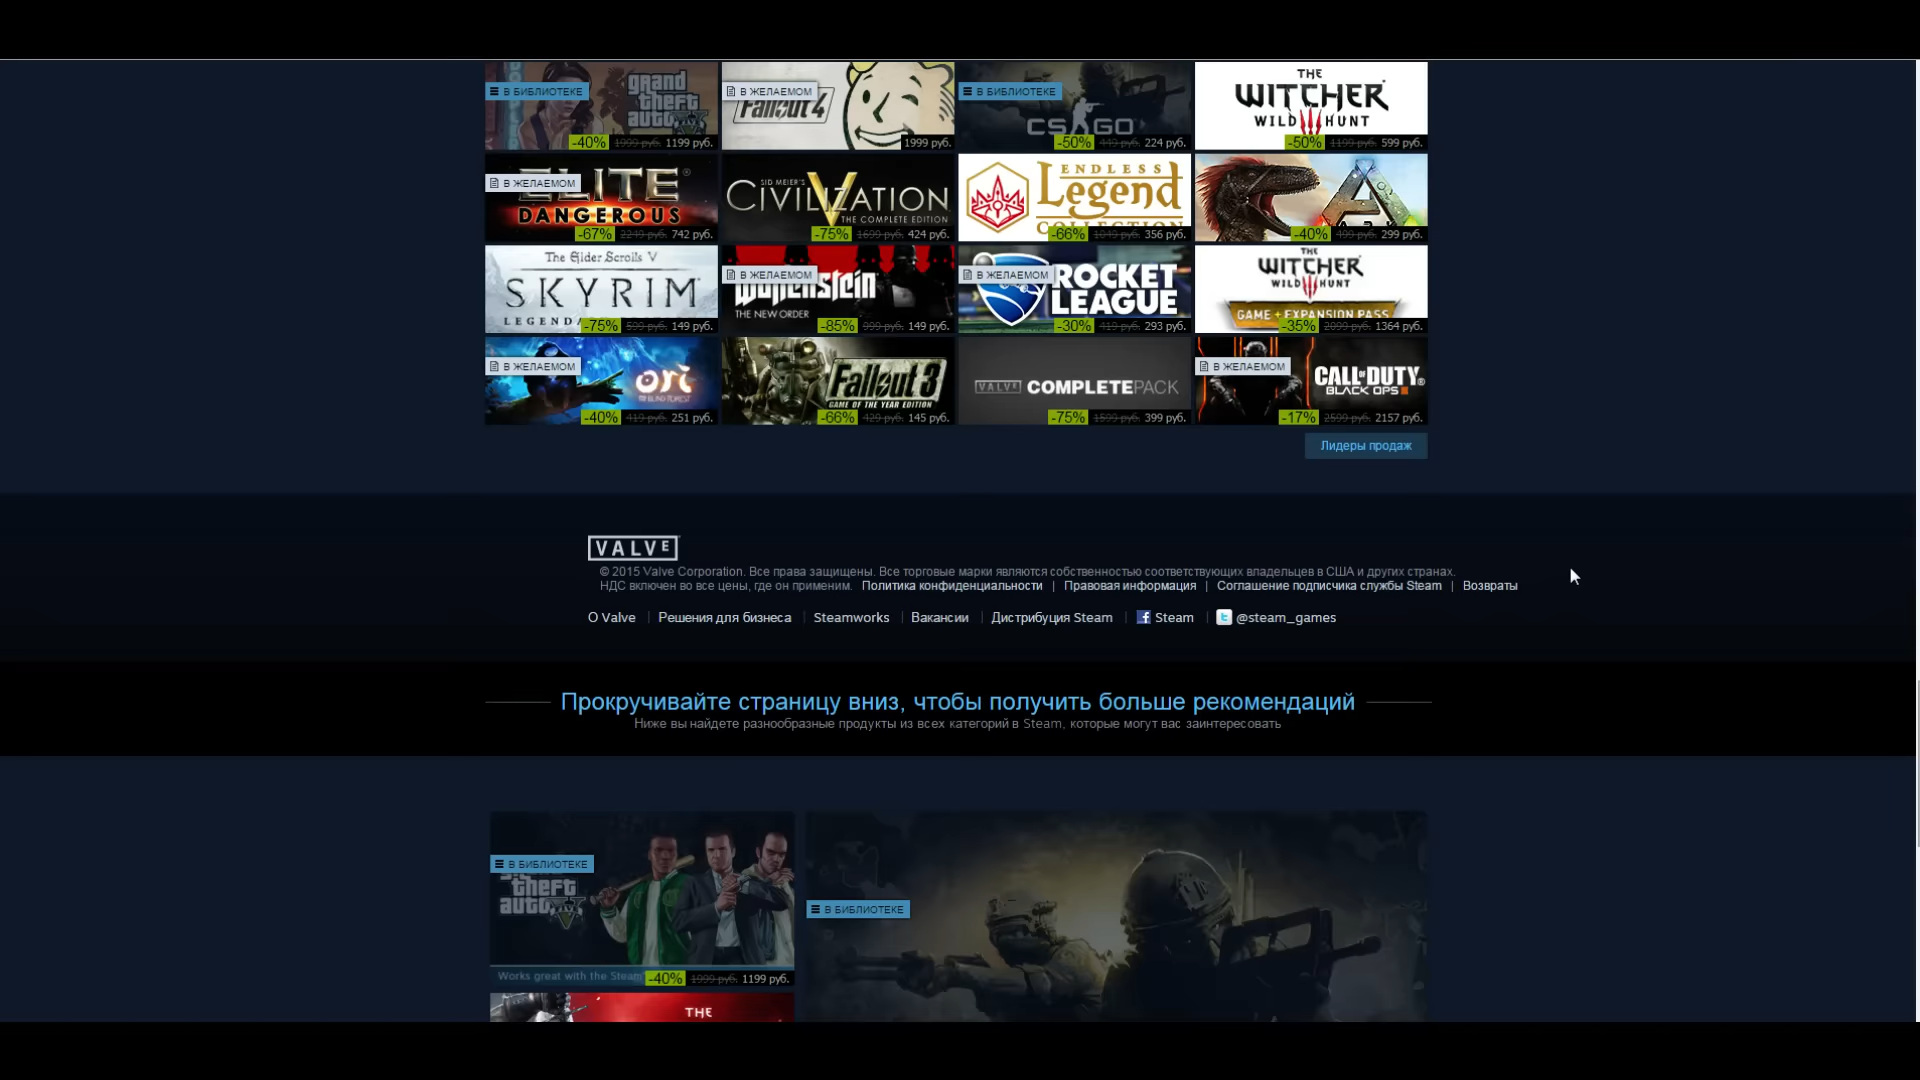 В БИБЛИОТЕКЕ
grand theft auto V
-40% 1999 руб. 1199 руб.
В ЖЕЛАЕМОМ
Fallout 4
1999 руб.
В БИБЛИОТЕКЕ
CS GO
-50% 449 руб. 224 руб.
THE WITCHER WILD HUNT
-50% 1199 руб. 599 руб.
В ЖЕЛАЕМОМ
ELITE DANGEROUS
-67% 2249 руб. 742 руб.
SID MEIER'S CIVILIZATION V THE COMPLETE EDITION
-75% 1699 руб. 424 руб.
ENDLESS Legend COLLECTION
-66% 1049 руб. 356 руб.
-40% 499 руб. 299 руб.
The Elder Scrolls V SKYRIM
-75% 599 руб. 149 руб.
В ЖЕЛАЕМОМ
Wolfenstein THE NEW ORDER
-85% 999 руб. 149 руб.
В ЖЕЛАЕМОМ
ROCKET LEAGUE
-30% 419 руб. 293 руб.
THE WITCHER WILD HUNT
GAME + EXPANSION PASS
-35% 2099 руб. 1364 руб.
В ЖЕЛАЕМОМ
ori
-40% 419 руб. 251 руб.
Fallout 3 GAME OF THE YEAR EDITION
-66% 429 руб. 145 руб.
VALVE COMPLETEPACK
-75% 1599 руб. 399 руб.
В ЖЕЛАЕМОМ
CALL OF DUTY BLACK OPS III
-17% 2599 руб. 2157 руб.
Лидеры продаж
VALVE
© 2015 Valve Corporation. Все права защищены. Все торговые марки являются собственностью соответствующих владельцев в США и других странах.
НДС включен во все цены, где он применим. Политика конфиденциальности | Правовая информация | Соглашение подписчика службы Steam | Возвраты
О Valve | Решения для бизнеса | Steamworks | Вакансии | Дистрибуция Steam | Steam | @steam_games
Прокручивайте страницу вниз, чтобы получить больше рекомендаций
Ниже вы найдете разнообразные продукты из всех категорий в Steam, которые могут вас заинтересовать
В БИБЛИОТЕКЕ
theft auto V
Works great with the Steam
-40% 1999 руб. 1199 руб.
В БИБЛИОТЕКЕ
THE